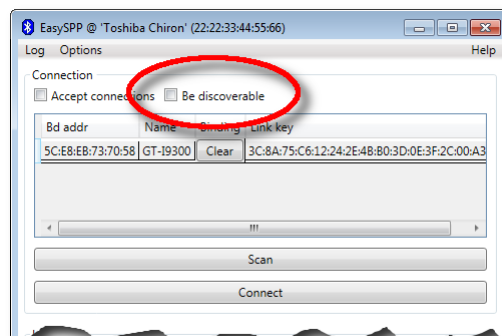 EasySPP @ 'Toshiba Chiron' (22:22:33:44:55:66)
Log Options Help
Connection
Accept connections Be discoverable
Bd addr Name Binding Link key
5C:E8:EB:73:70:58 GT-I9300 Clear 3C:8A:75:C6:12:24:2E:4B:B0:3D:0E:3F:2C:00:A3
Scan
Connect